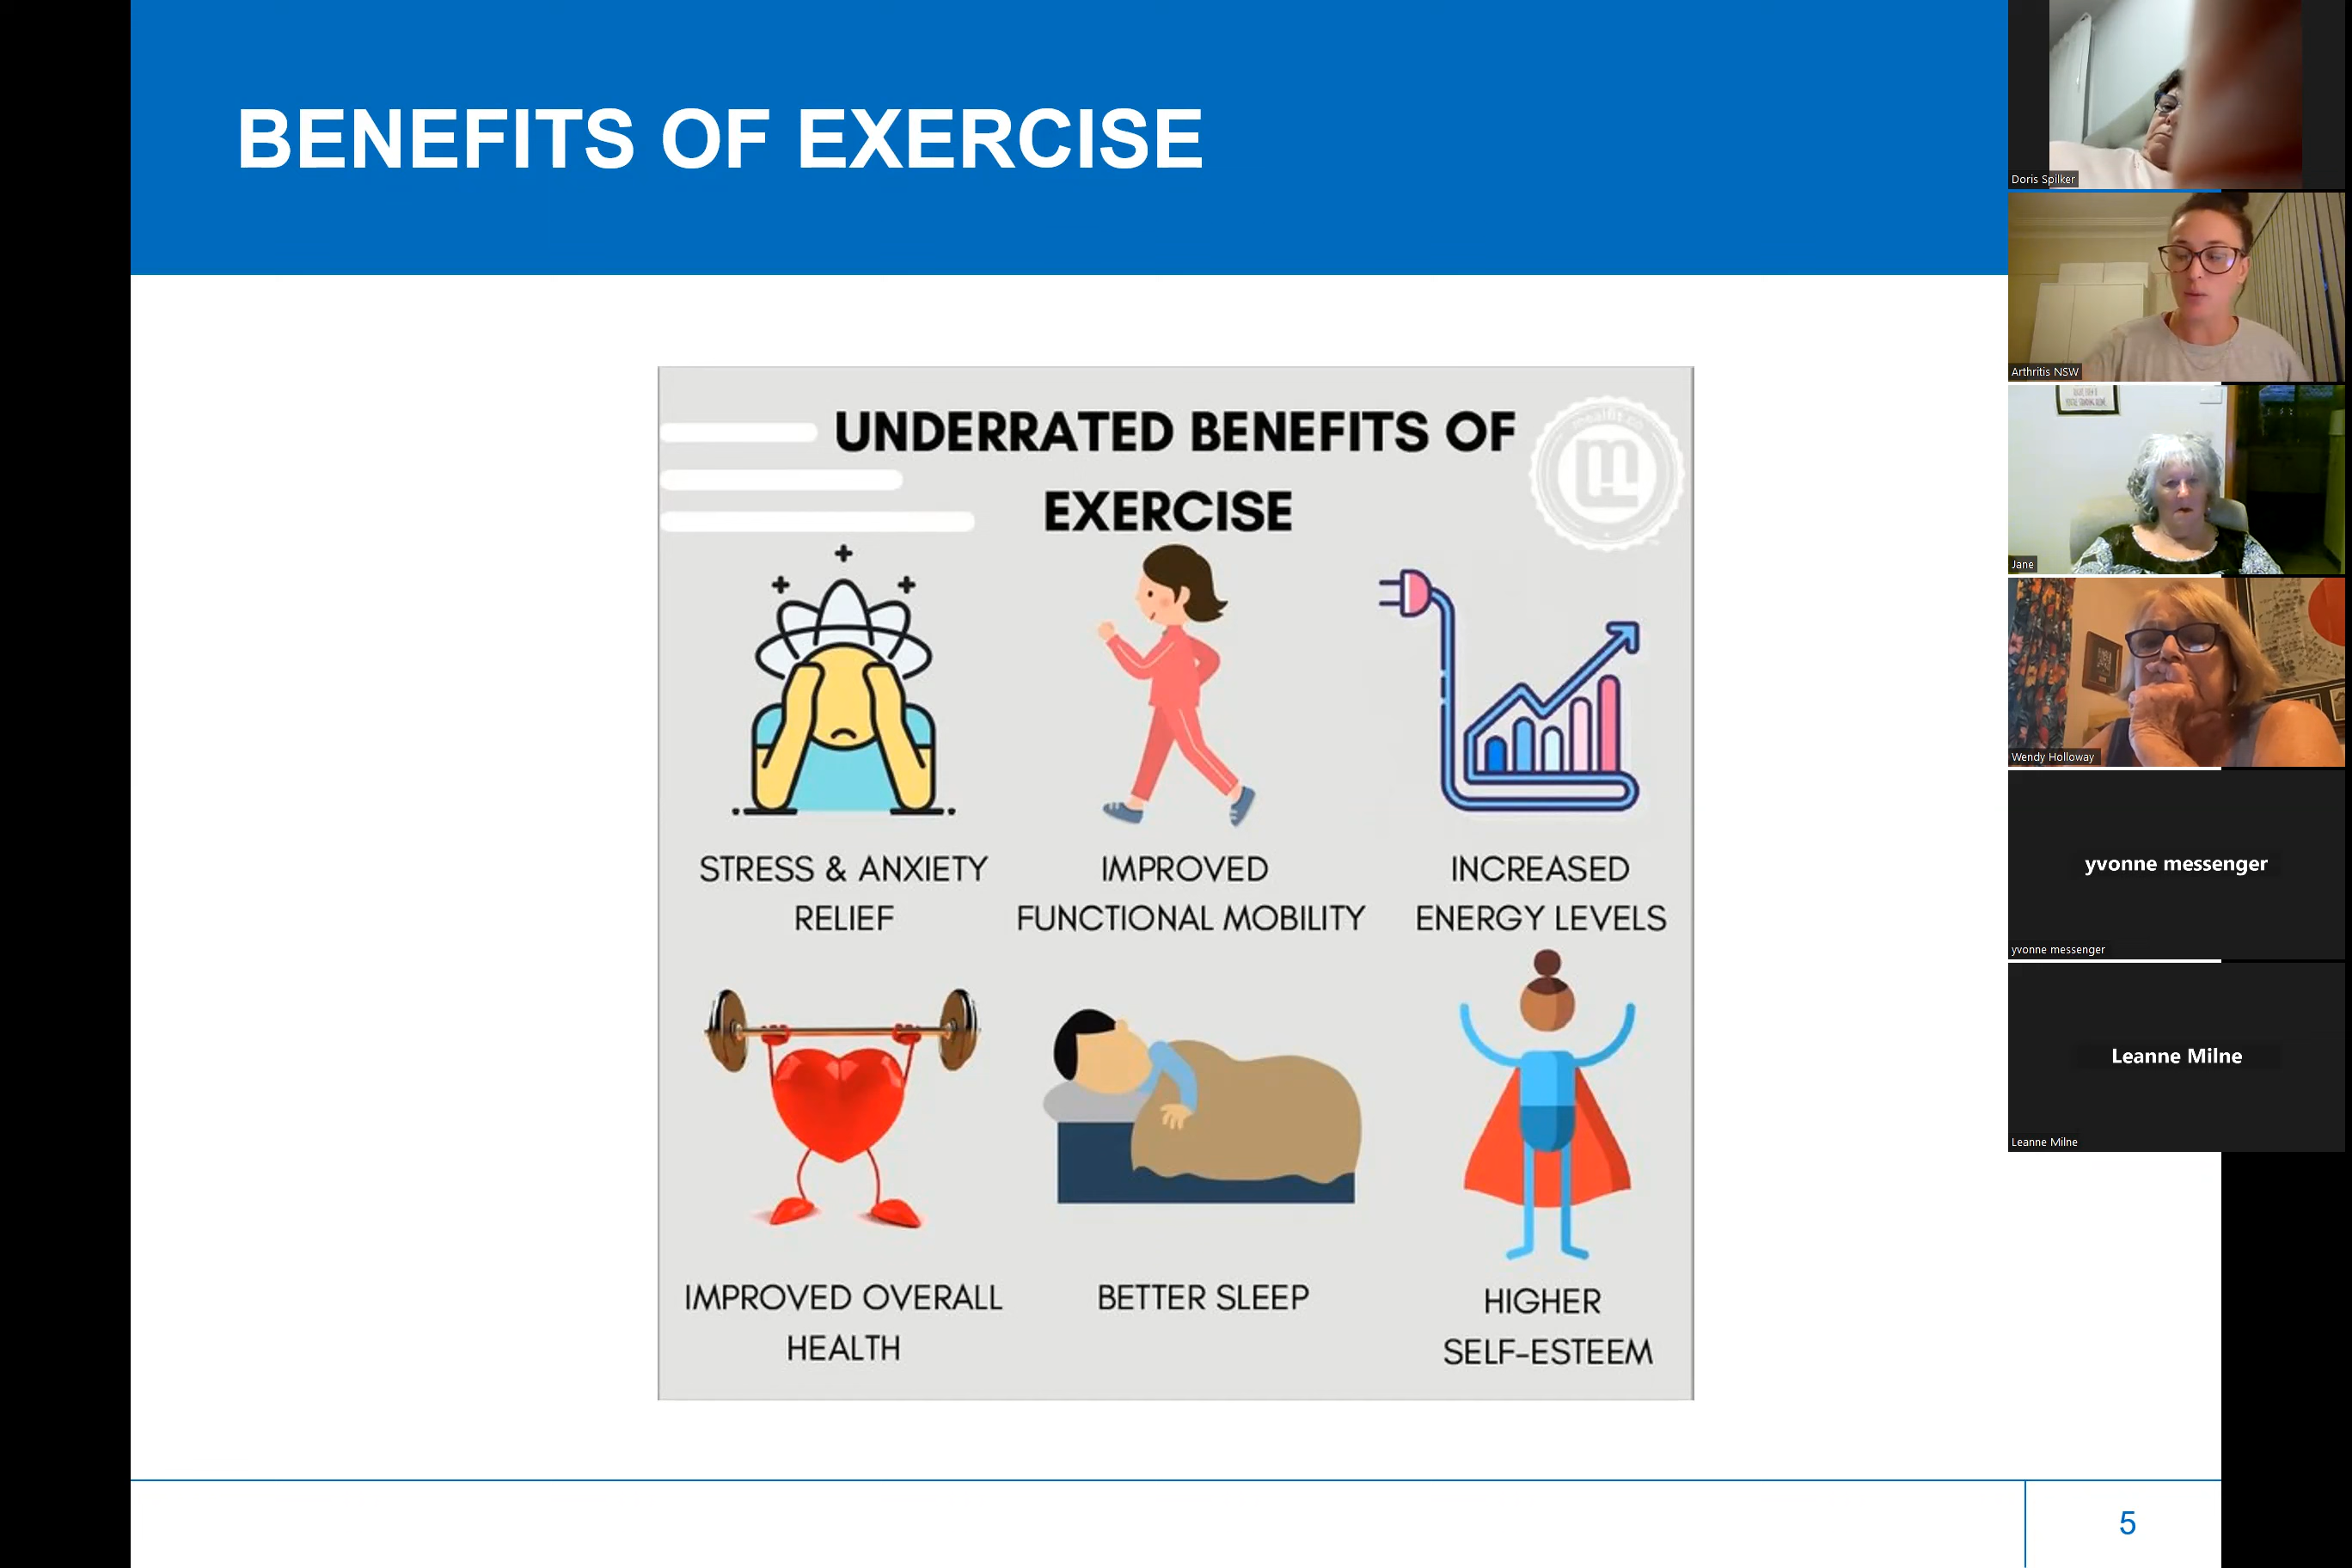 BENEFITS OF EXERCISE
UNDERRATED BENEFITS OF
EXERCISE
STRESS & ANXIETY
RELIEF
IMPROVED
FUNCTIONAL MOBILITY
INCREASED
ENERGY LEVELS
IMPROVED OVERALL
HEALTH
BETTER SLEEP
HIGHER
SELF-ESTEEM
5
Doris Spilker
Arthritis NSW
Jane
Wendy Holloway
yvonne messenger
yvonne messenger
Leanne Milne
Leanne Milne